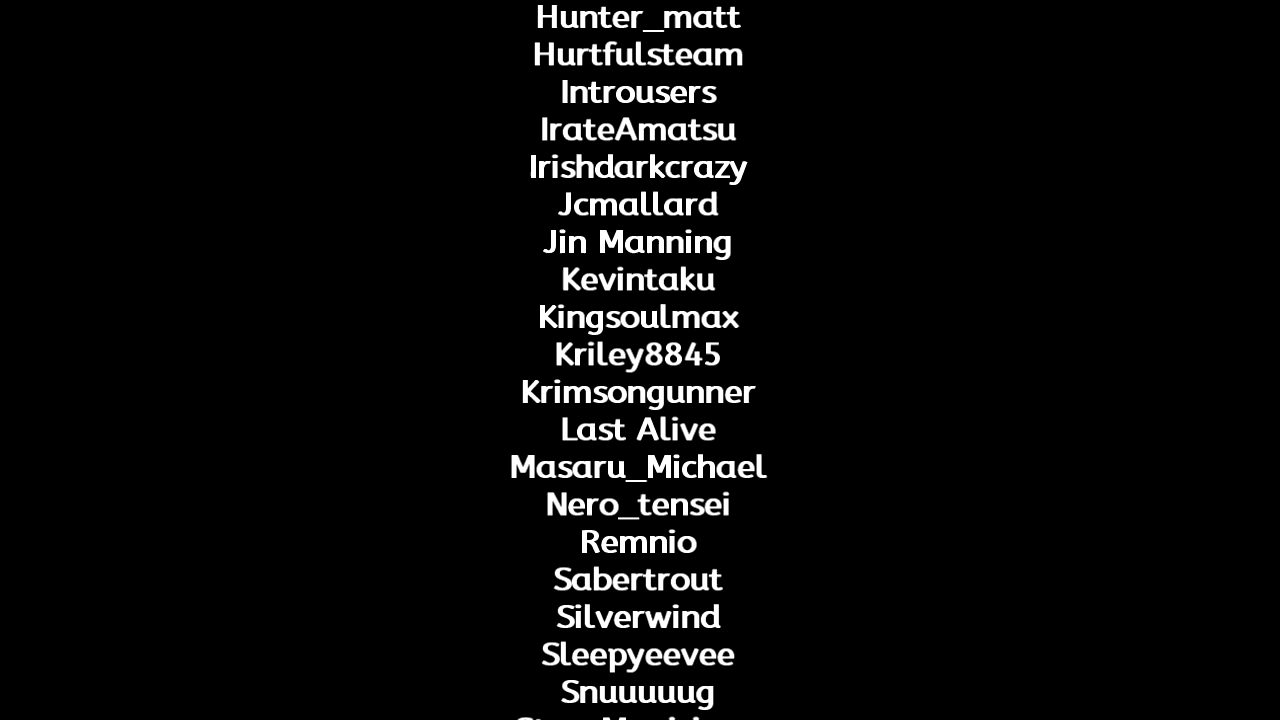 Hunter_matt
Hurtfulsteam
Introusers
IrateAmatsu
Irishdarkcrazy
Jcmallard
Jin Manning
Kevintaku
Kingsoulmax
Kriley8845
Krimsongunner
Last Alive
Masaru_Michael
Nero_tensei
Remnio
Sabertrout
Silverwind
Sleepyeevee
Snuuuuug